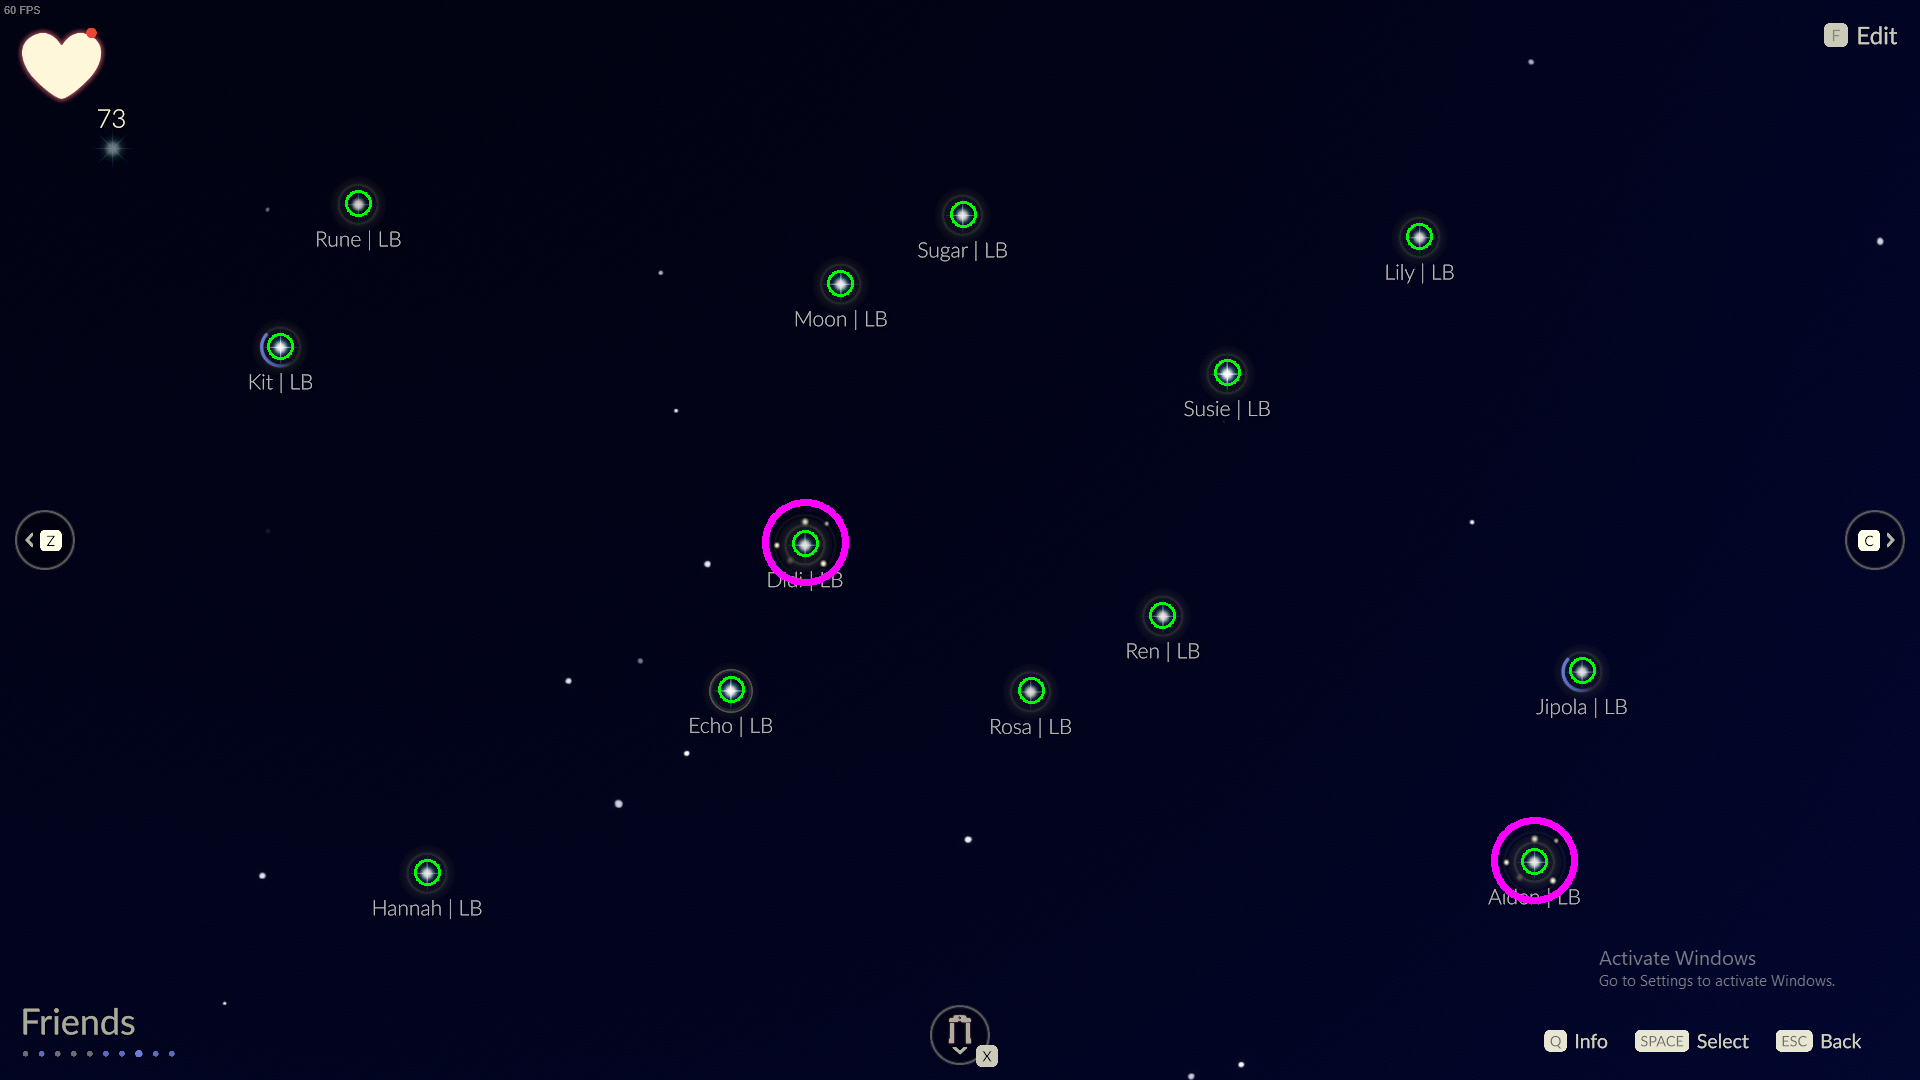 60 FPS
F Edit
73
Rune | LB
Sugar | LB
Lily | LB
Moon | LB
Kit | LB
Susie | LB
Z
C
Didi | LB
Ren | LB
Jipola | LB
Echo | LB
Rosa | LB
Aiden | LB
Hannah | LB
Activate Windows
Go to Settings to activate Windows.
Friends
X
Q Info SPACE Select ESC Back